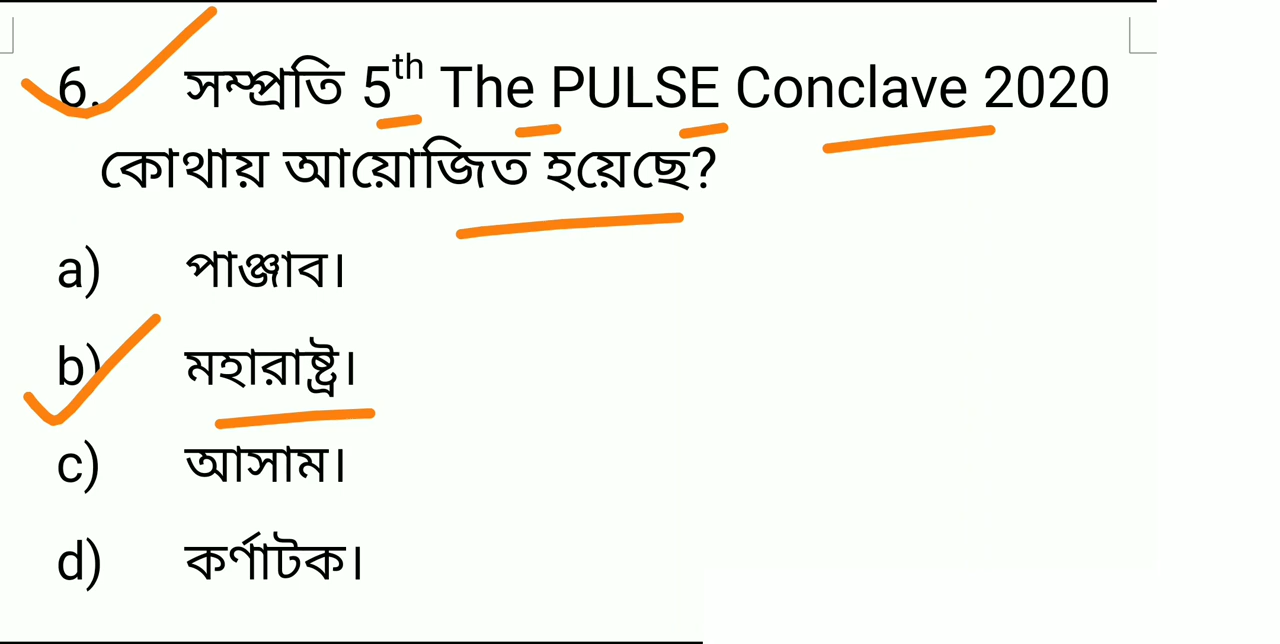 6. সম্প্রতি 5th The PULSE Conclave 2020
কোথায় আয়োজিত হয়েছে?
a) পাঞ্জাব।
b) মহারাষ্ট্র।
c) আসাম।
d) কর্ণাটক।